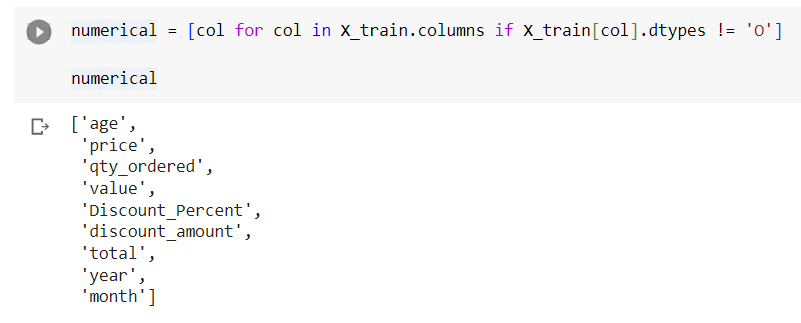 numerical = [col for col in X_train.columns if X_train[col].dtypes != 'O']
numerical
['age',
'price',
'qty_ordered',
'value',
'Discount_Percent',
'discount_amount',
'total',
'year',
'month']